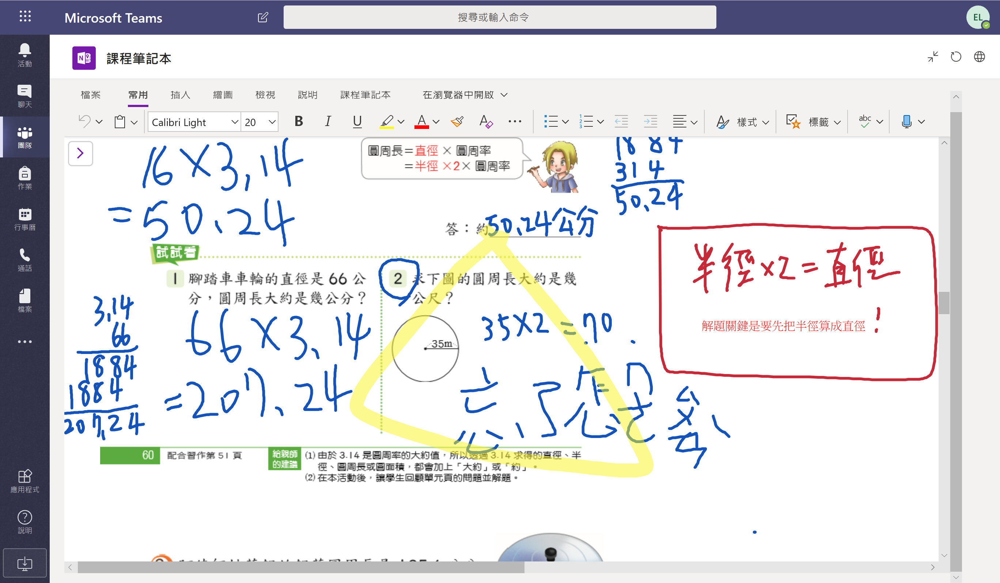 Microsoft Teams
搜尋或輸入命令
EL
活動
聊天
團隊
作業
行事曆
通話
檔案
應用程式
說明
課程筆記本
檔案 常用 插入 繪圖 檢視 說明 課程筆記本 在瀏覽器中開啟
Calibri Light 20 B I U A A 樣式 標籤 abc
16×3.14
=50.24
圓周長=直徑 × 圓周率
=半徑 ×2× 圓周率
18 84
31 4
50.24
答：約50.24公分
試試看
1 腳踏車車輪的直徑是 66 公
分，圓周長大約是幾公分？
3.14
66
1884
1884
207.24
66×3.14
=207.24
2 求下圖的圓周長大約是幾
公尺？
35m
35×2=70
半徑×2=直徑
解題關鍵是要先把半徑算成直徑！
60 配合習作第 51 頁
給親師
的建議
(1) 由於 3.14 是圓周率的大約值，所以透過 3.14 求得的直徑、半
徑、圓周長或圓面積，都會加上「大約」或「約」。
(2) 在本活動後，讓學生回顧單元頁的問題並解題。